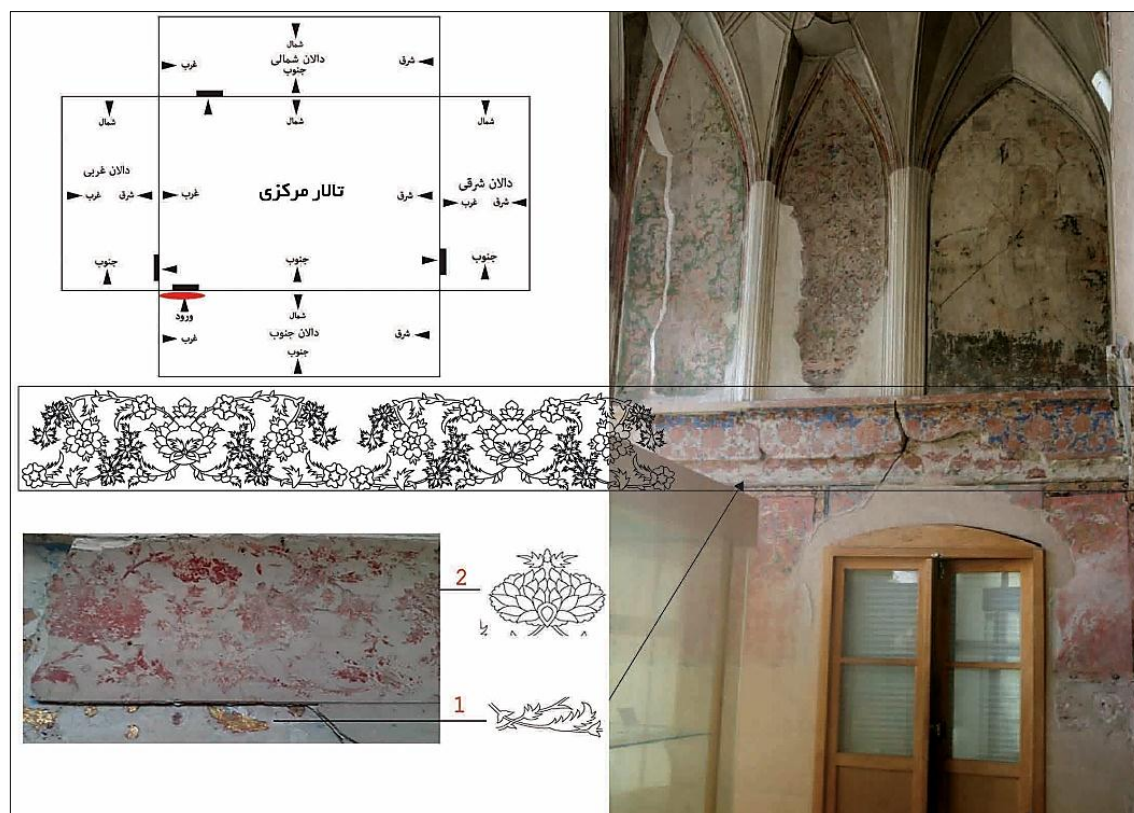 شمال
دالان شمالی
جنوب
شرق
غرب
شمال
شمال
شمال
دالان غربی
غرب
شرق
جنوب
غرب
تالار مرکزی
شرق
جنوب
دالان شرقی
غرب
شرق
جنوب
ورود
شمال
دالان جنوب
جنوب
شرق
غرب
2
1